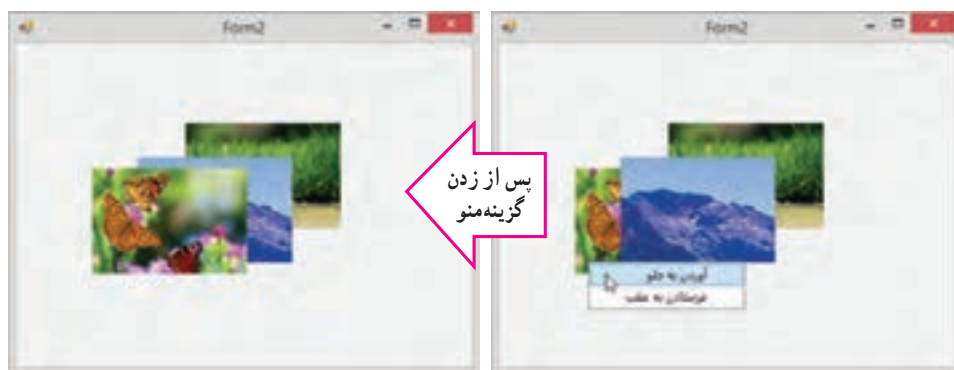 Form2
Form2
پس از زدن
گزینه‌منو
آوردن به جلو
فرستادن به عقب